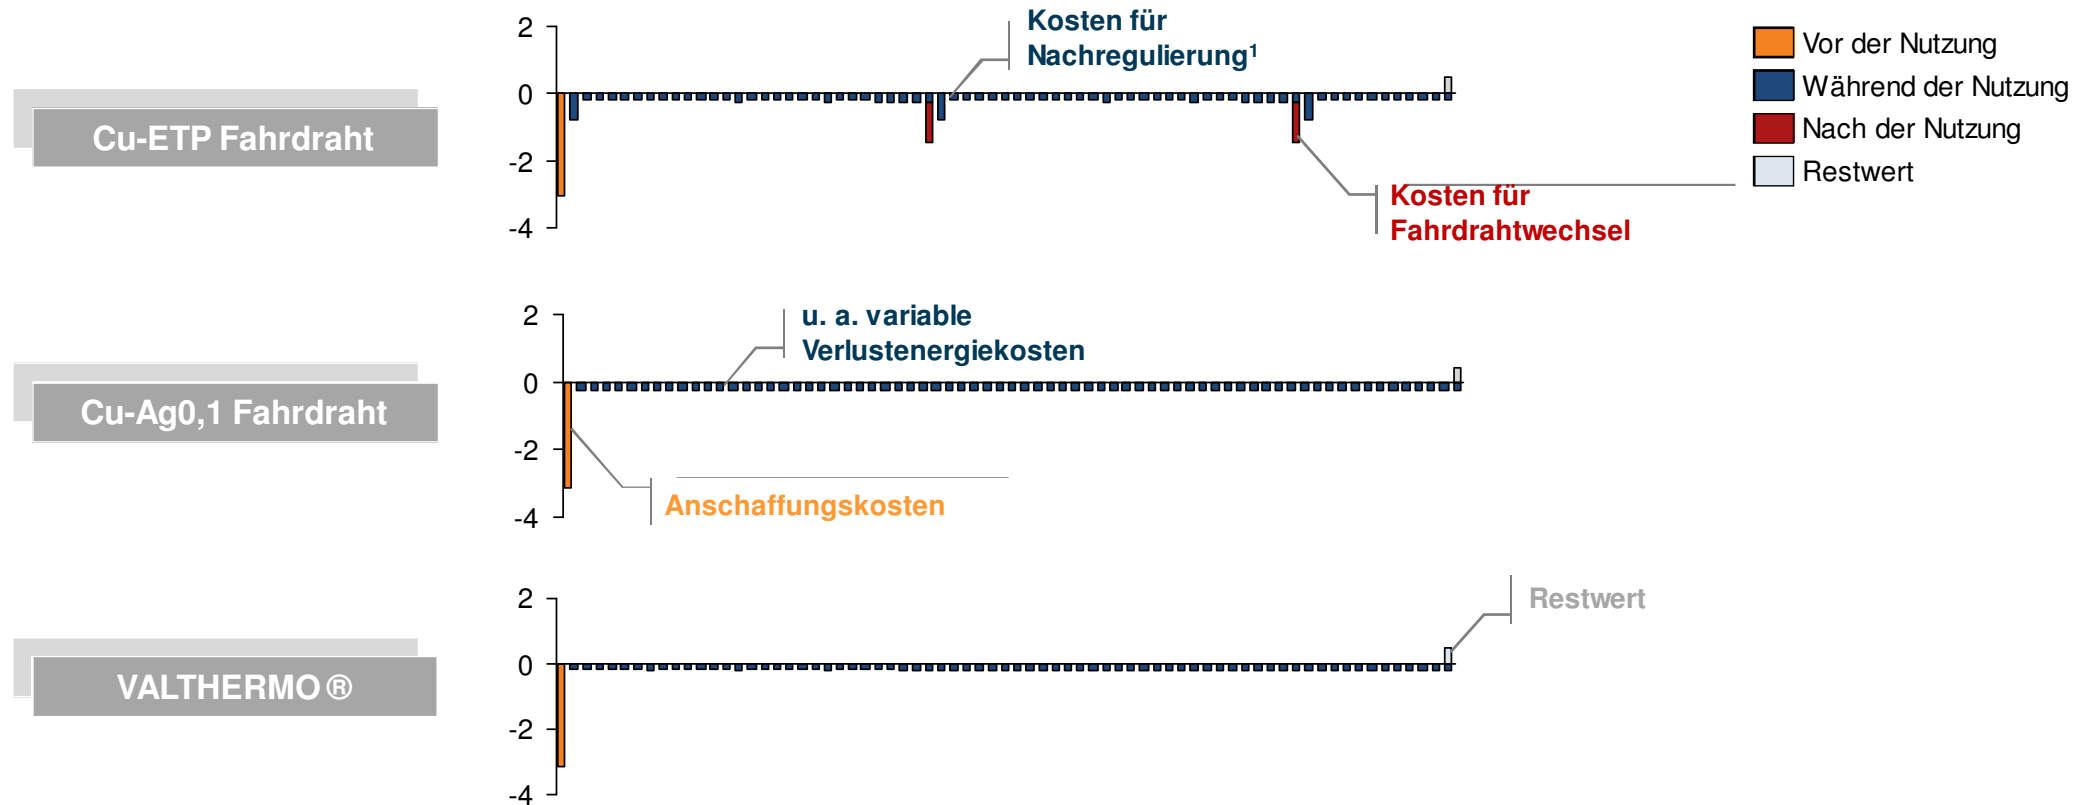 2
0
-2
-4
Kosten für
Nachregulierung¹
Vor der Nutzung
Während der Nutzung
Nach der Nutzung
Restwert
Cu-ETP Fahrdraht
Kosten für
Fahrdrahtwechsel
2
0
-2
-4
u. a. variable
Verlustenergiekosten
Cu-Ag0,1 Fahrdraht
Anschaffungskosten
2
0
-2
-4
Restwert
VALTHERMO ®